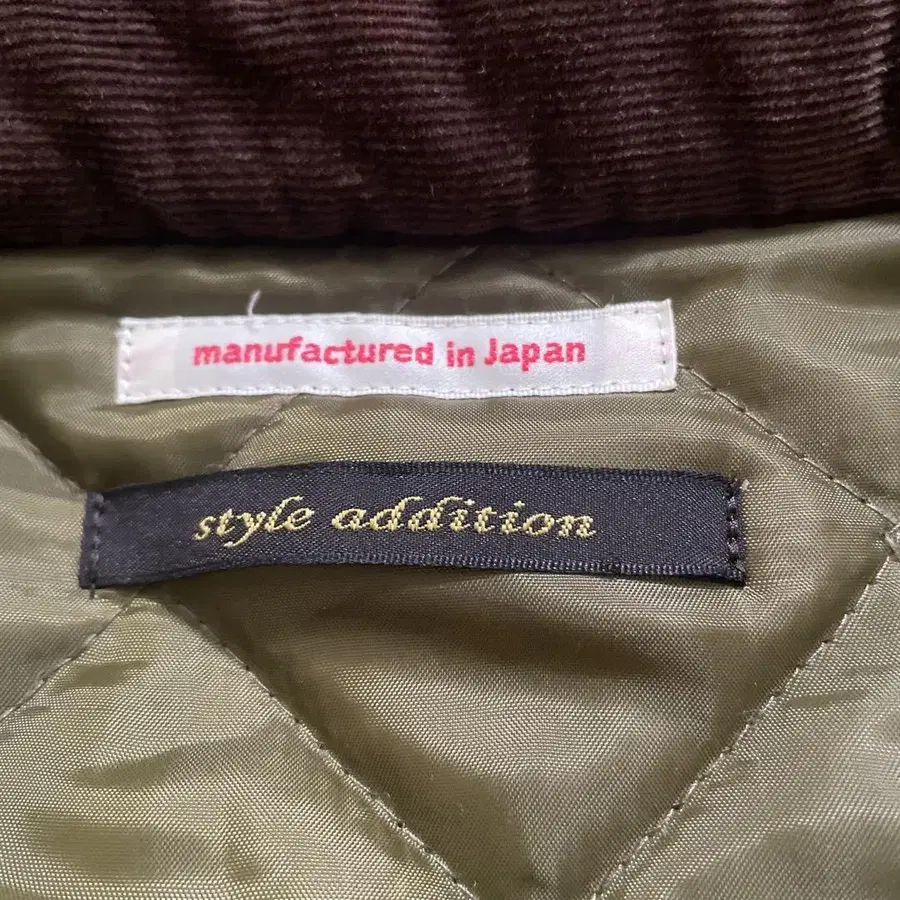 manufactured in Japan
style addition